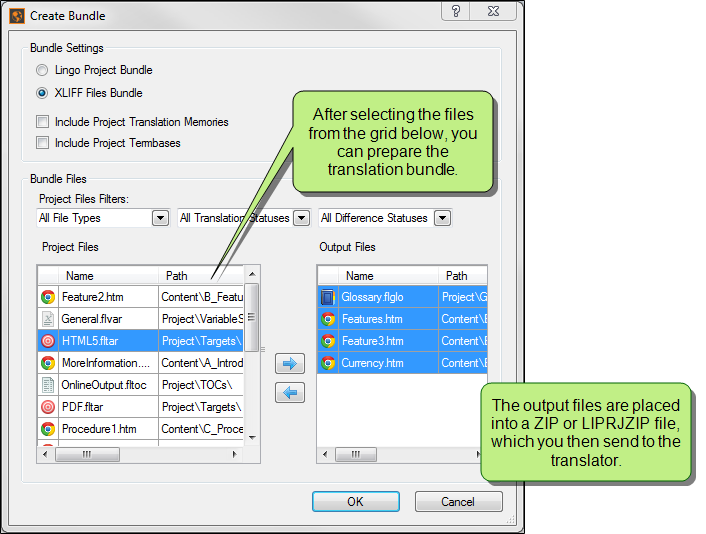 Create Bundle
?
Bundle Settings
Lingo Project Bundle
XLIFF Files Bundle
Include Project Translation Memories
Include Project Termbases
After selecting the files
from the grid below, you
can prepare the
translation bundle.
Bundle Files
Project Files Filters:
All File Types All Translation Statuses All Difference Statuses
Project Files
Name Path
Feature2.htm Content\B_Featu
General.flvar Project\VariableS
HTML5.fltar Project\Targets\
MoreInformation.... Content\A_Introd
OnlineOutput.fltoc Project\TOCs\
PDF.fltar Project\Targets\
Procedure1.htm Content\C_Proce
Output Files
Name Path
Glossary.flglo Project\G
Features.htm Content\B
Feature3.htm Content\B
Currency.htm Content\B
The output files are placed
into a ZIP or LIPRJZIP file,
which you then send to the
translator.
OK Cancel